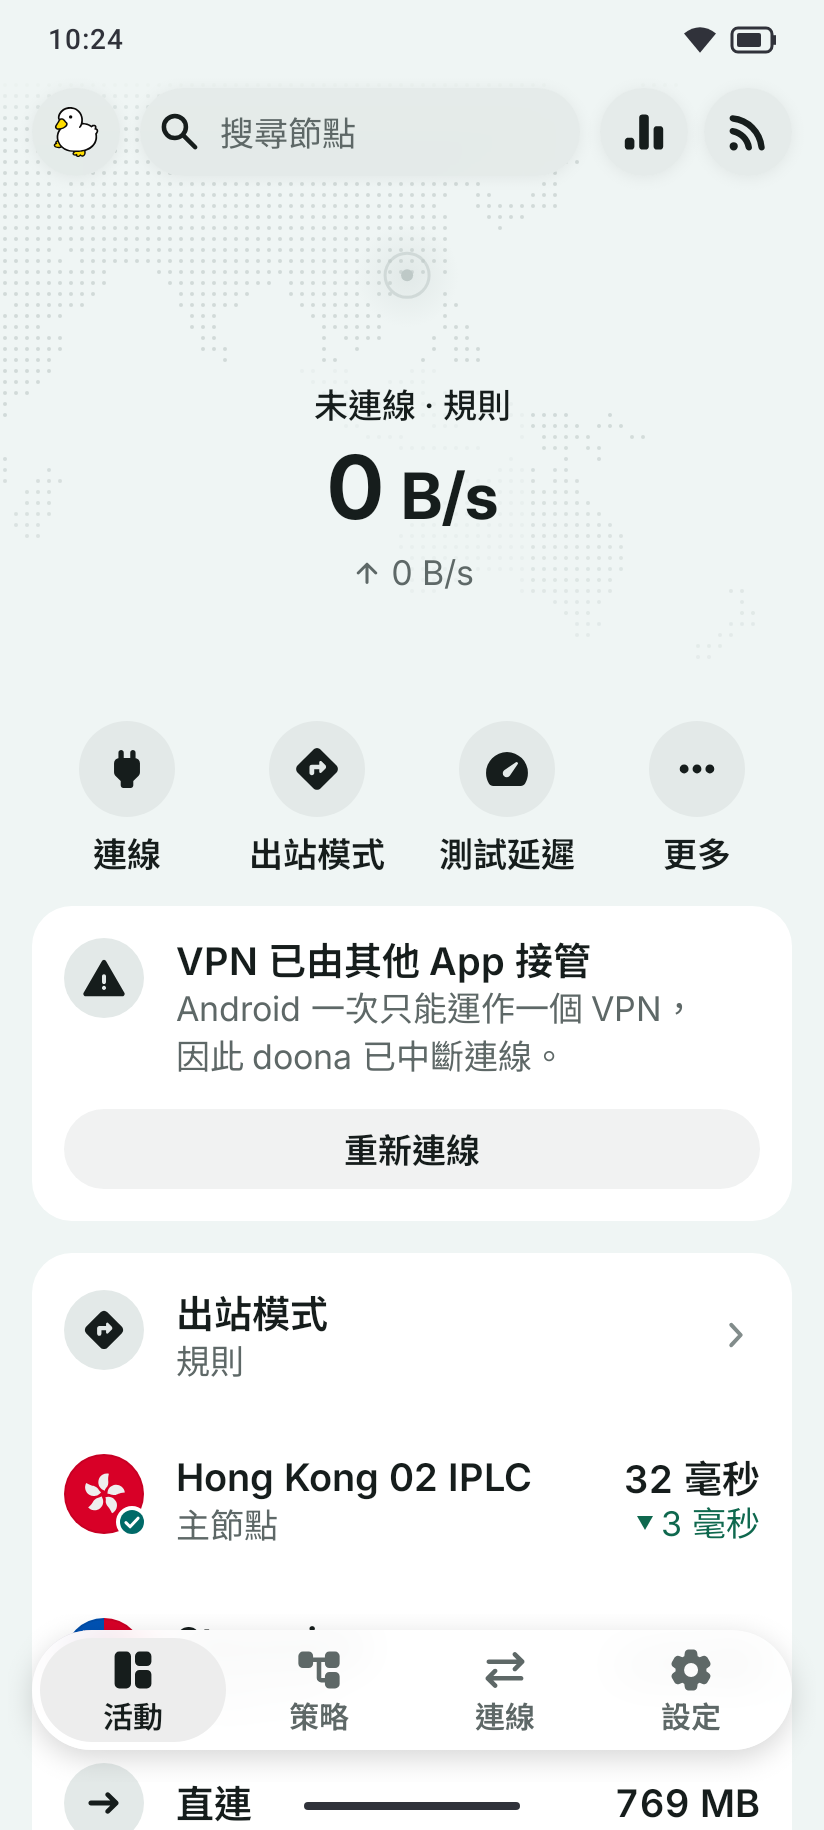 10:24
搜尋節點
未連線 · 規則
0 B/s
↑ 0 B/s
連線
出站模式
測試延遲
更多
VPN 已由其他 App 接管
Android 一次只能運作一個 VPN，
因此 doona 已中斷連線。
重新連線
出站模式
規則
Hong Kong 02 IPLC
32 毫秒
主節點
▼3 毫秒
活動
策略
連線
設定
直連
769 MB